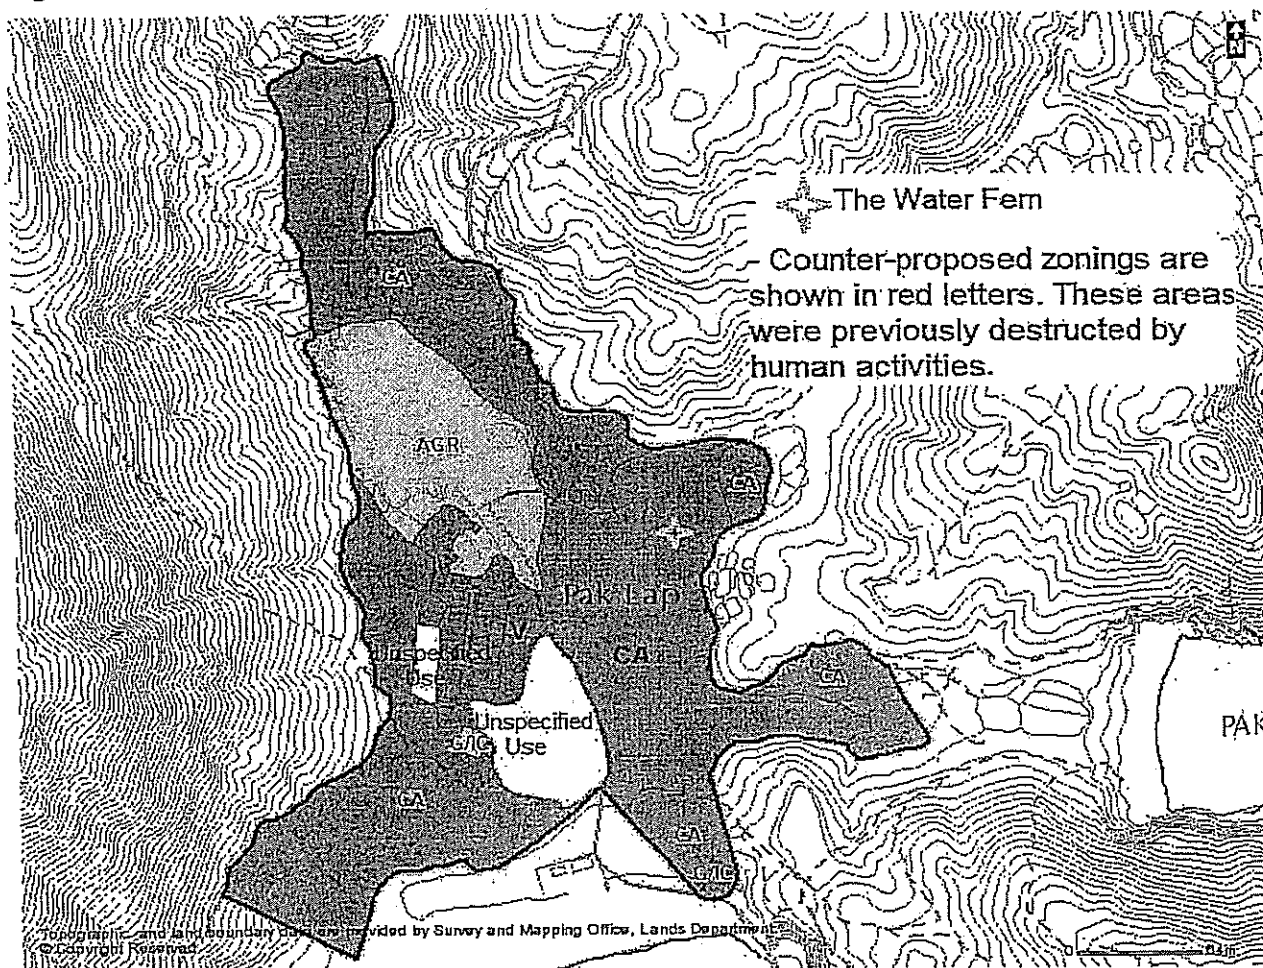 N
The Water Fern
- Counter-proposed zonings are
shown in red letters. These areas
were previously destructed by
human activities.
CA
AGR
CA
Pak Lap
V
Unspecified
Use
CA
CA
Unspecified
Use
G/IC
CA
CA
G/IC
PAK
Topographic and land boundary data are provided by Survey and Mapping Office, Lands Department.
© Copyright Reserved
0